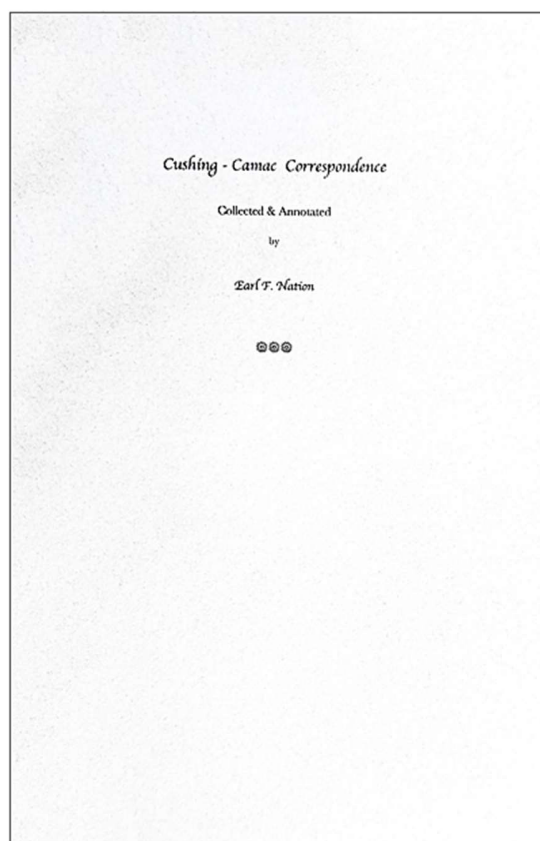 Cushing - Camac Correspondence
Collected & Annotated
by
Earl F. Nation